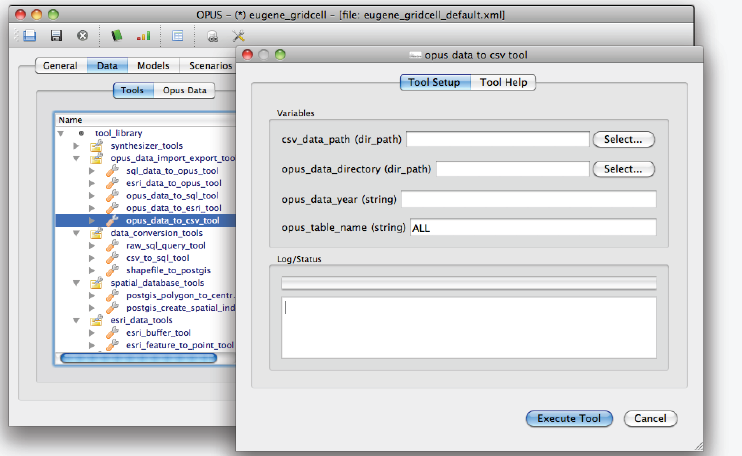 OPUS - (*) eugene_gridcell - [file: eugene_gridcell_default.xml]
General
Data
Models
Scenarios
Tools
Opus Data
Name
tool_library
synthesizer_tools
opus_data_import_export_too
sql_data_to_opus_tool
esri_data_to_opus_tool
opus_data_to_sql_tool
opus_data_to_esri_tool
opus_data_to_csv_tool
data_conversion_tools
raw_sql_query_tool
csv_to_sql_tool
shapefile_to_postgis
spatial_database_tools
postgis_polygon_to_centr.
postgis_create_spatial_ind
esri_data_tools
esri_buffer_tool
esri_feature_to_point_tool
opus data to csv tool
Tool Setup
Tool Help
Variables
csv_data_path (dir_path)
Select...
opus_data_directory (dir_path)
Select...
opus_data_year (string)
opus_table_name (string)
ALL
Log/Status
Execute Tool
Cancel